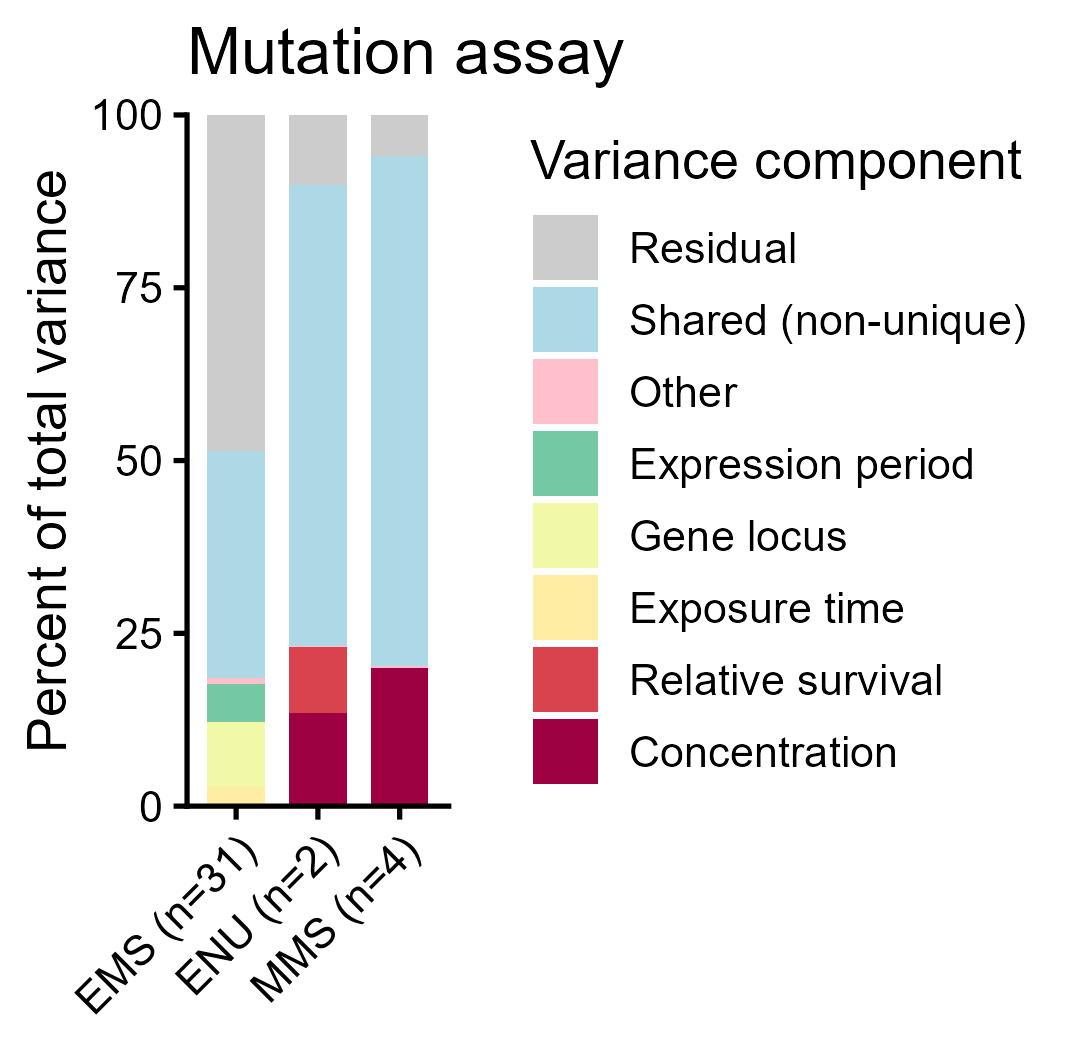 Mutation assay
Percent of total variance
100
75
50
25
0
EMS (n=31)
ENU (n=2)
MMS (n=4)
Variance component
Residual
Shared (non-unique)
Other
Expression period
Gene locus
Exposure time
Relative survival
Concentration